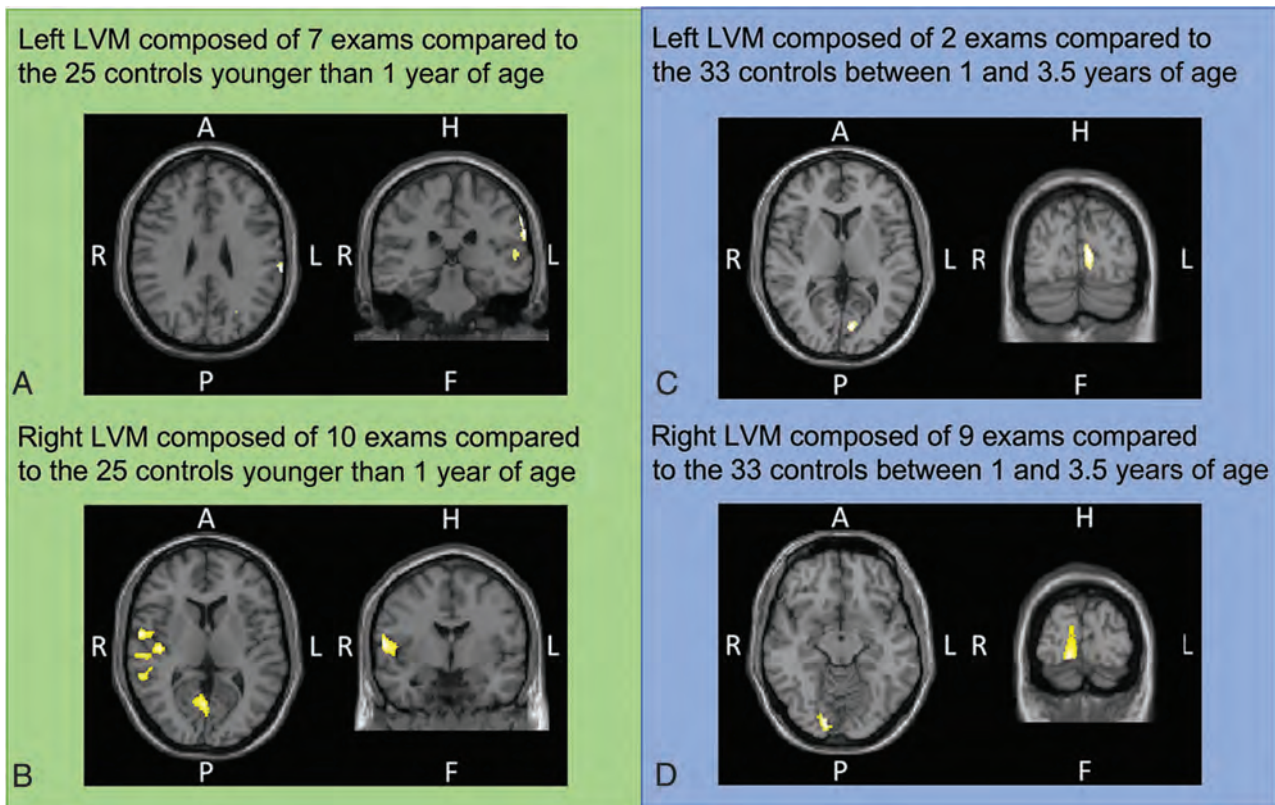 Left LVM composed of 7 exams compared to
the 25 controls younger than 1 year of age
A
H
R
L
R
L
P
F
A
Right LVM composed of 10 exams compared
to the 25 controls younger than 1 year of age
A
H
R
L
R
L
P
F
B
Left LVM composed of 2 exams compared to
the 33 controls between 1 and 3.5 years of age
A
H
R
L
R
L
P
F
C
Right LVM composed of 9 exams compared
to the 33 controls between 1 and 3.5 years of age
A
H
R
L
R
L
P
F
D